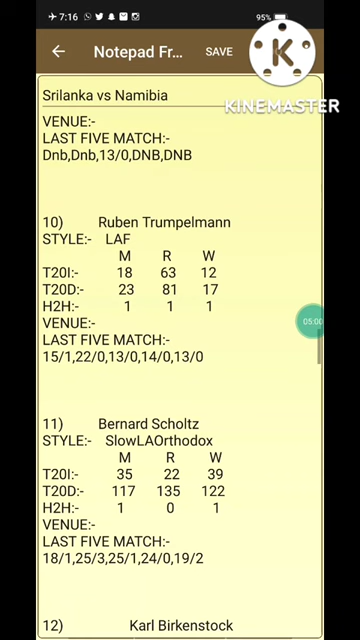 7:16
95%
Notepad Fr...
SAVE
K
KINEMASTER
Srilanka vs Namibia
VENUE:-
LAST FIVE MATCH:-
Dnb,Dnb,13/0,DNB,DNB
10) Ruben Trumpelmann
STYLE:- LAF
M R W
T20I:- 18 63 12
T20D:- 23 81 17
H2H:- 1 1 1
VENUE:-
LAST FIVE MATCH:-
15/1,22/0,13/0,14/0,13/0
05:00
11) Bernard Scholtz
STYLE:- SlowLAOrthodox
M R W
T20I:- 35 22 39
T20D:- 117 135 122
H2H:- 1 0 1
VENUE:-
LAST FIVE MATCH:-
18/1,25/3,25/1,24/0,19/2
12) Karl Birkenstock